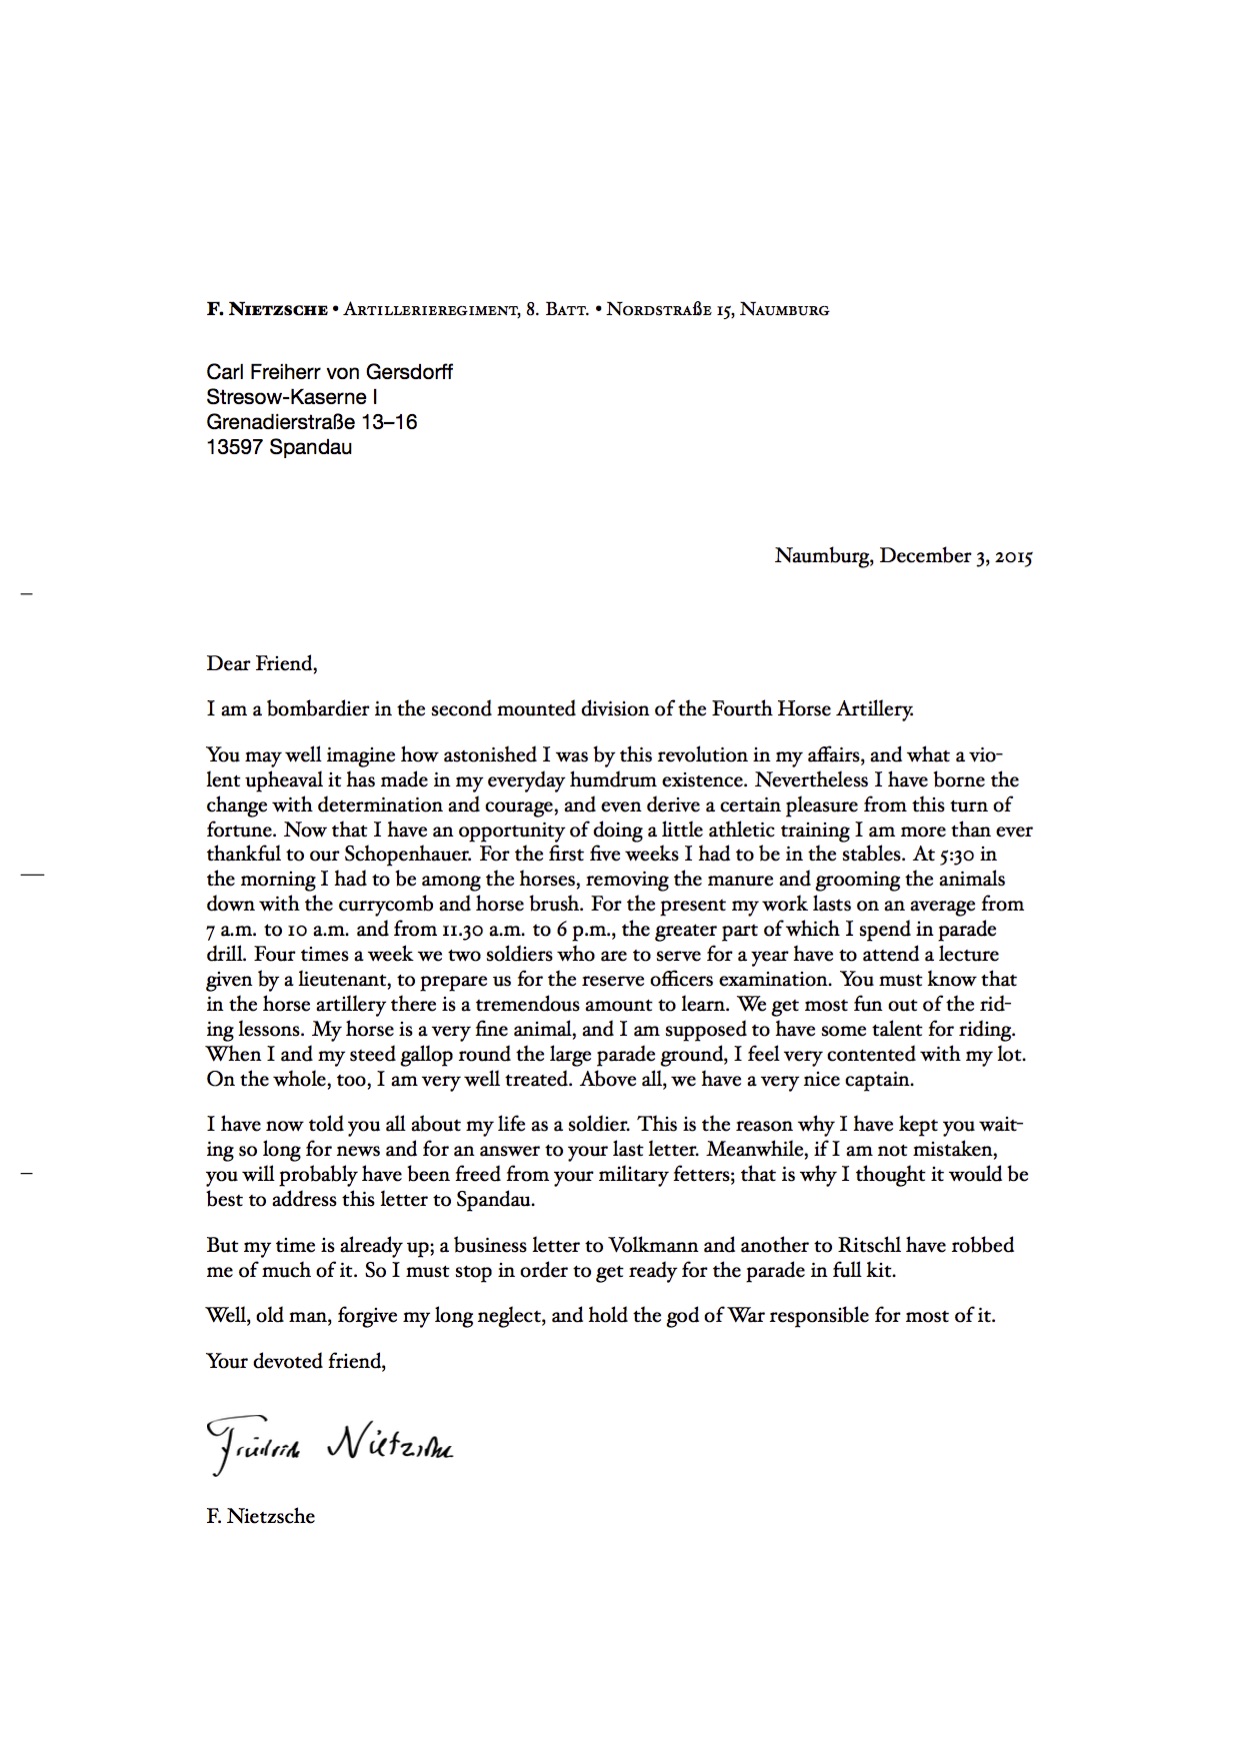 F. Nietzsche • Artillerieregiment, 8. Batt. • Nordstraße 15, Naumburg
Carl Freiherr von Gersdorff
Stresow-Kaserne I
Grenadierstraße 13–16
13597 Spandau
Naumburg, December 3, 2015
Dear Friend,
I am a bombardier in the second mounted division of the Fourth Horse Artillery.
You may well imagine how astonished I was by this revolution in my affairs, and what a vio-
lent upheaval it has made in my everyday humdrum existence. Nevertheless I have borne the
change with determination and courage, and even derive a certain pleasure from this turn of
fortune. Now that I have an opportunity of doing a little athletic training I am more than ever
thankful to our Schopenhauer. For the first five weeks I had to be in the stables. At 5:30 in
the morning I had to be among the horses, removing the manure and grooming the animals
down with the currycomb and horse brush. For the present my work lasts on an average from
7 a.m. to 10 a.m. and from 11.30 a.m. to 6 p.m., the greater part of which I spend in parade
drill. Four times a week we two soldiers who are to serve for a year have to attend a lecture
given by a lieutenant, to prepare us for the reserve officers examination. You must know that
in the horse artillery there is a tremendous amount to learn. We get most fun out of the rid-
ing lessons. My horse is a very fine animal, and I am supposed to have some talent for riding.
When I and my steed gallop round the large parade ground, I feel very contented with my lot.
On the whole, too, I am very well treated. Above all, we have a very nice captain.
I have now told you all about my life as a soldier. This is the reason why I have kept you wait-
ing so long for news and for an answer to your last letter. Meanwhile, if I am not mistaken,
you will probably have been freed from your military fetters; that is why I thought it would be
best to address this letter to Spandau.
But my time is already up; a business letter to Volkmann and another to Ritschl have robbed
me of much of it. So I must stop in order to get ready for the parade in full kit.
Well, old man, forgive my long neglect, and hold the god of War responsible for most of it.
Your devoted friend,
Friedrich Nietzsche
F. Nietzsche